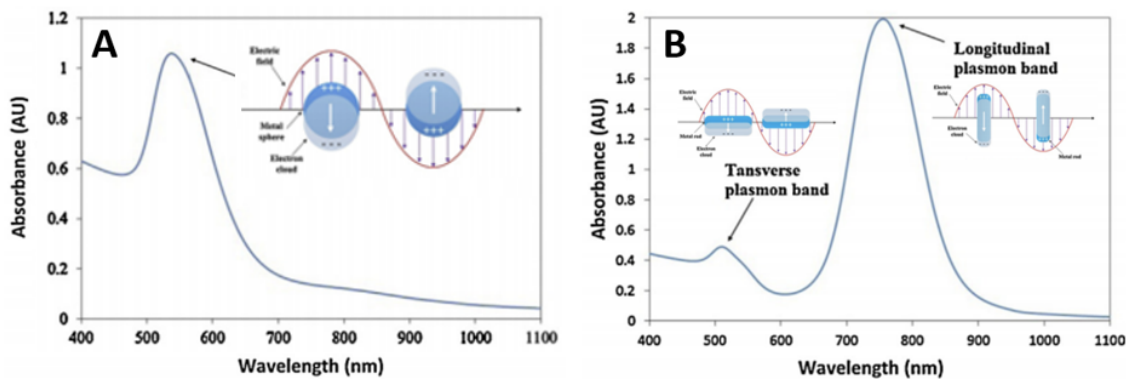 A
Absorbance (AU)
1.2
1
0.8
0.6
0.4
0.2
0
400 500 600 700 800 900 1000 1100
Wavelength (nm)
Electric
field
Metal
sphere
Electron
cloud
+++
- - -
- - -
+++
B
Absorbance (AU)
2
1.8
1.6
1.4
1.2
1
0.8
0.6
0.4
0.2
0
400 500 600 700 800 900 1000 1100
Wavelength (nm)
Longitudinal
plasmon band
Electric
field
Metal rod
Electron
cloud
Electric
field
Electron
cloud
Metal rod
Tansverse
plasmon band